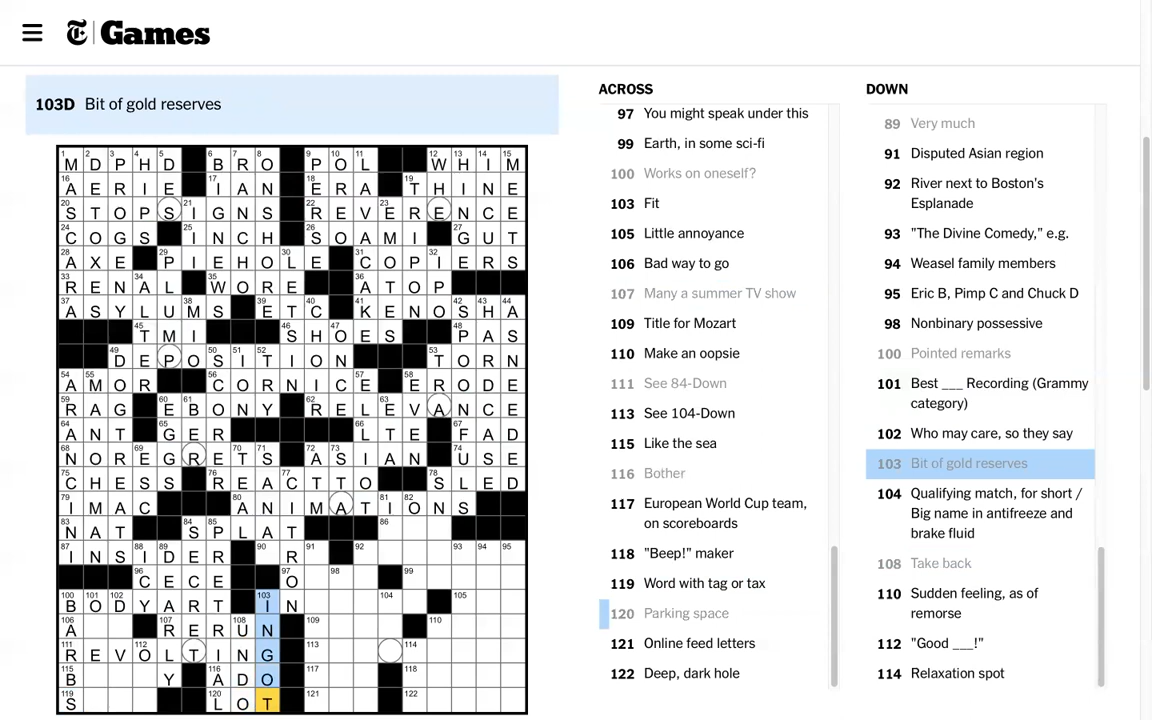 Games
103D Bit of gold reserves
ACROSS
97 You might speak under this
99 Earth, in some sci-fi
100 Works on oneself?
103 Fit
105 Little annoyance
106 Bad way to go
107 Many a summer TV show
109 Title for Mozart
110 Make an oopsie
111 See 84-Down
113 See 104-Down
115 Like the sea
116 Bother
117 European World Cup team,
on scoreboards
118 "Beep!" maker
119 Word with tag or tax
120 Parking space
121 Online feed letters
122 Deep, dark hole
DOWN
89 Very much
91 Disputed Asian region
92 River next to Boston's
Esplanade
93 "The Divine Comedy," e.g.
94 Weasel family members
95 Eric B, Pimp C and Chuck D
98 Nonbinary possessive
100 Pointed remarks
101 Best ___ Recording (Grammy
category)
102 Who may care, so they say
103 Bit of gold reserves
104 Qualifying match, for short /
Big name in antifreeze and
brake fluid
108 Take back
110 Sudden feeling, as of
remorse
112 "Good ___!"
114 Relaxation spot
M D P H D B R O P O L W H I M
A E R I E I A N E R A T H I N E
S T O P S I G N S R E V E R E N C E
C O G S I N C H S O A M I G U T
A X E P I E H O L E C O P I E R S
R E N A L W O R E A T O P
A S Y L U M S E T C K E N O S H A
T M I S H O E S P A S
D E P O S I T I O N T O R N
A M O R C O R N I C E E R O D E
R A G E B O N Y R E L E V A N C E
A N T G E R L T E F A D
N O R E G R E T S A S I A N U S E
C H E S S R E A C T T O S L E D
I M A C A N I M A T I O N S
N A T S P L A T
I N S I D E R R
C E C E O
B O D Y A R T I N
A R E R U N
R E V O L T I N G
B Y A D O
S L O T